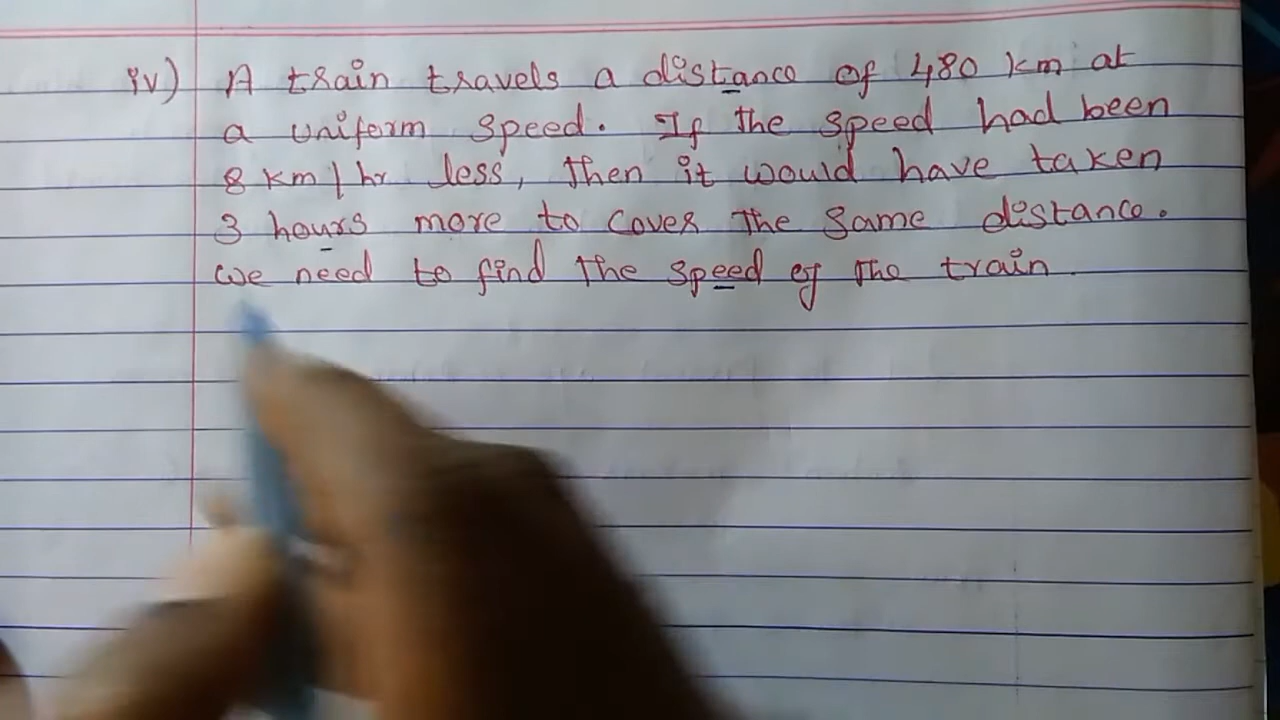 iv) A train travels a distance of 480 km at
a uniform speed. If the speed had been
8 km/hr less, then it would have taken
3 hours more to cover the same distance.
we need to find the speed of the train